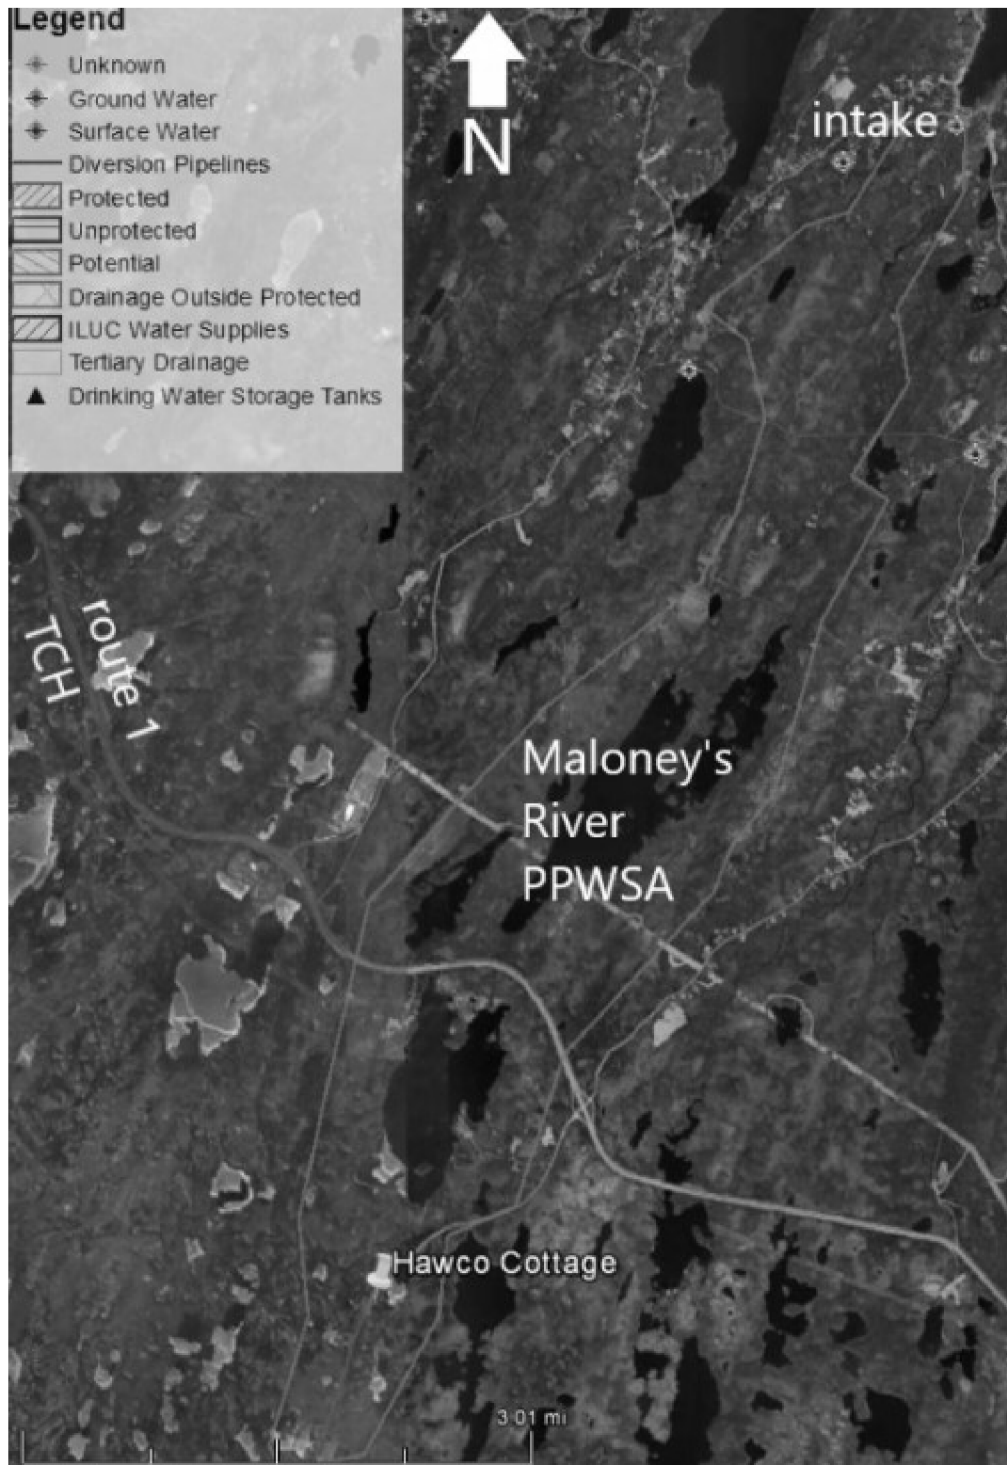 Legend
Unknown
Ground Water
Surface Water
Diversion Pipelines
Protected
Unprotected
Potential
Drainage Outside Protected
ILUC Water Supplies
Tertiary Drainage
Drinking Water Storage Tanks
N
intake
route 1
TCH
Maloney's
River
PPWSA
Hawco Cottage
3.01 mi